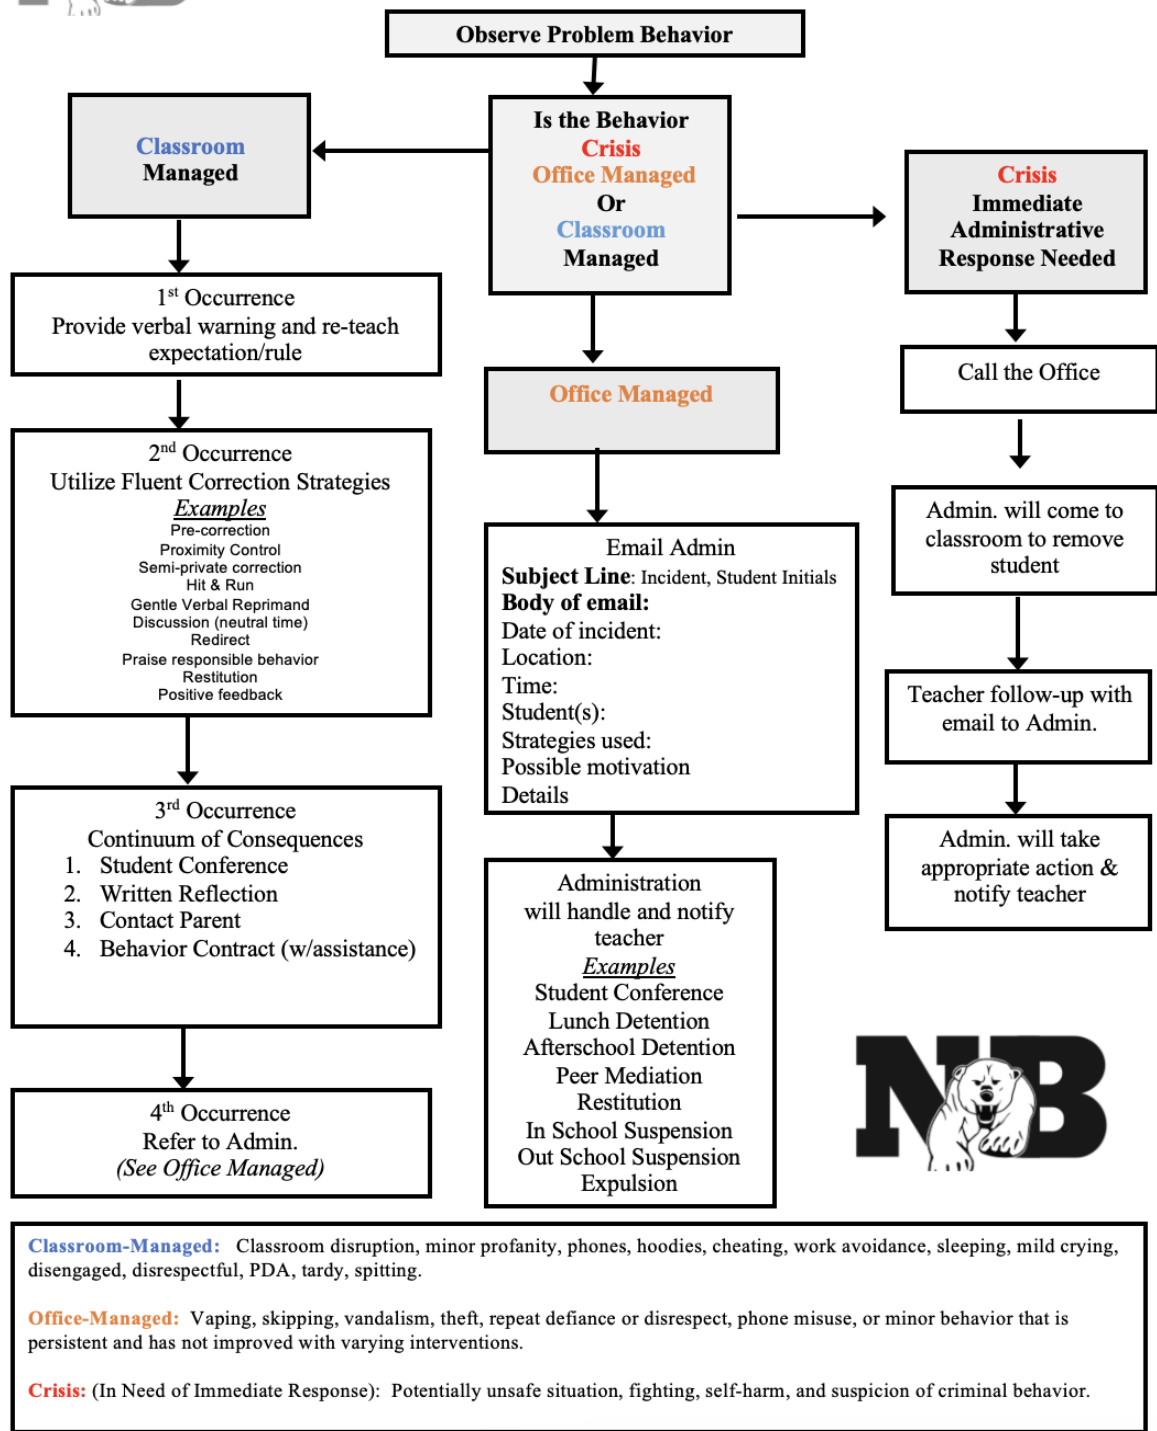 Observe Problem Behavior
Is the Behavior
Crisis
Office Managed
Or
Classroom
Managed
Classroom
Managed
1st Occurrence
Provide verbal warning and re-teach
expectation/rule
2nd Occurrence
Utilize Fluent Correction Strategies
Examples
Pre-correction
Proximity Control
Semi-private correction
Hit & Run
Gentle Verbal Reprimand
Discussion (neutral time)
Redirect
Praise responsible behavior
Restitution
Positive feedback
3rd Occurrence
Continuum of Consequences
1. Student Conference
2. Written Reflection
3. Contact Parent
4. Behavior Contract (w/assistance)
4th Occurrence
Refer to Admin.
(See Office Managed)
Office Managed
Email Admin
Subject Line: Incident, Student Initials
Body of email:
Date of incident:
Location:
Time:
Student(s):
Strategies used:
Possible motivation
Details
Administration
will handle and notify
teacher
Examples
Student Conference
Lunch Detention
Afterschool Detention
Peer Mediation
Restitution
In School Suspension
Out School Suspension
Expulsion
Crisis
Immediate
Administrative
Response Needed
Call the Office
Admin. will come to
classroom to remove
student
Teacher follow-up with
email to Admin.
Admin. will take
appropriate action &
notify teacher
NB
Classroom-Managed: Classroom disruption, minor profanity, phones, hoodies, cheating, work avoidance, sleeping, mild crying,
disengaged, disrespectful, PDA, tardy, spitting.
Office-Managed: Vaping, skipping, vandalism, theft, repeat defiance or disrespect, phone misuse, or minor behavior that is
persistent and has not improved with varying interventions.
Crisis: (In Need of Immediate Response): Potentially unsafe situation, fighting, self-harm, and suspicion of criminal behavior.